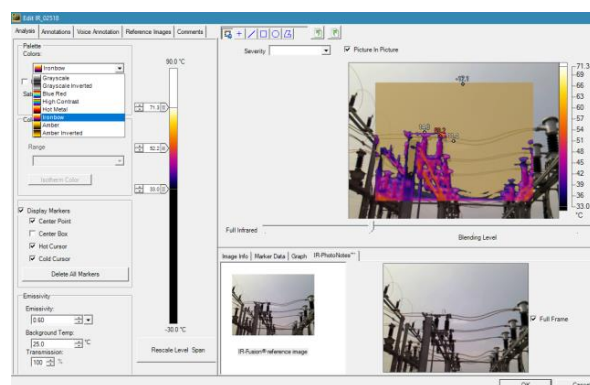 Edit IR_02518
Analysis Annotations Voice Annotation Reference Images Comments
Palette
Colors:
Ironbow
Grayscale
Grayscale Inverted
Blue Red
High Contrast
Hot Metal
Ironbow
Amber
Amber Inverted
Range
Isotherm Color
Display Markers
Center Point
Center Box
Hot Cursor
Cold Cursor
Delete All Markers
Emissivity
Emissivity:
0.60
Background Temp:
25.0 °C
Transmission:
100 %
90.0 °C
71.3
52.2
33.0
-30.0 °C
Rescale Level Span
Severity
Picture In Picture
71.3
69
66
63
60
57
54
51
48
45
42
39
36
33.0
°C
Full Infrared
Blending Level
Image Info Marker Data Graph IR-PhotoNotes™
IR-Fusion® reference image
Full Frame
OK Cancel